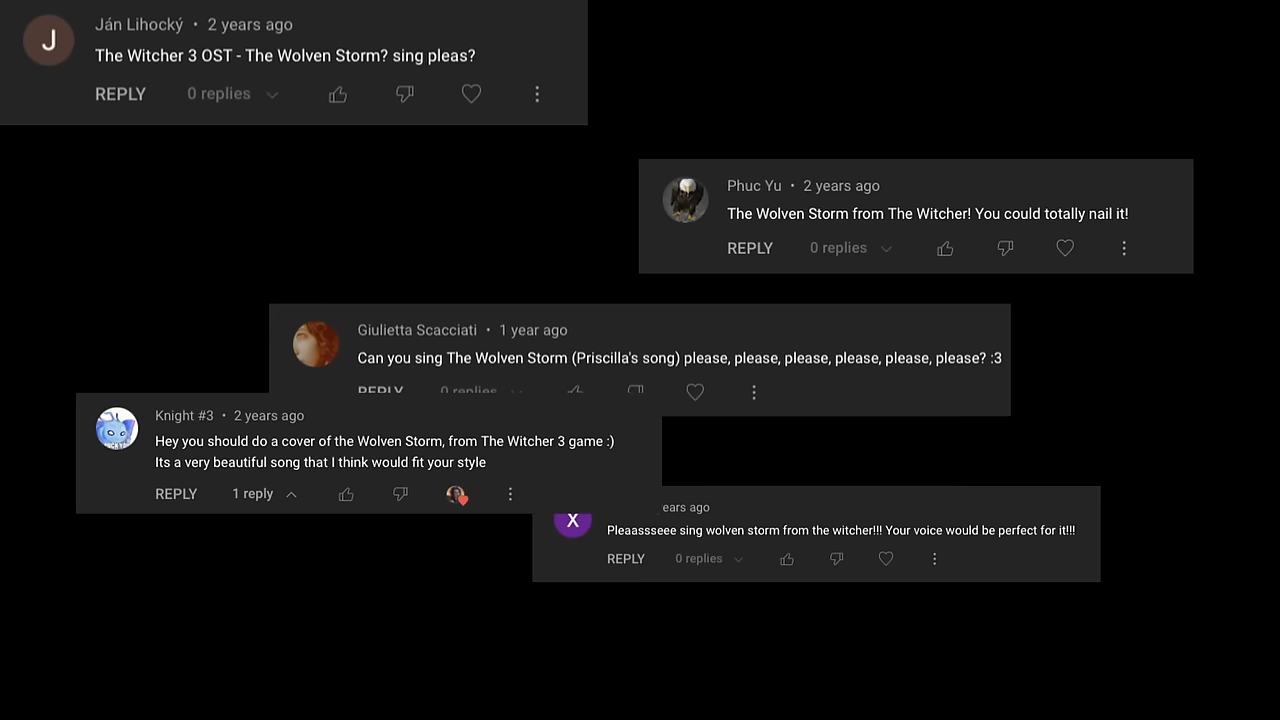 J
Ján Lihocký • 2 years ago
The Witcher 3 OST - The Wolven Storm? sing pleas?
REPLY 0 replies
Phuc Yu • 2 years ago
The Wolven Storm from The Witcher! You could totally nail it!
REPLY 0 replies
Giulietta Scacciati • 1 year ago
Can you sing The Wolven Storm (Priscilla's song) please, please, please, please, please, please? :3
REPLY 0 replies
Knight #3 • 2 years ago
Hey you should do a cover of the Wolven Storm, from The Witcher 3 game :)
Its a very beautiful song that I think would fit your style
REPLY 1 reply
X
ears ago
Pleaassseee sing wolven storm from the witcher!!! Your voice would be perfect for it!!!
REPLY 0 replies